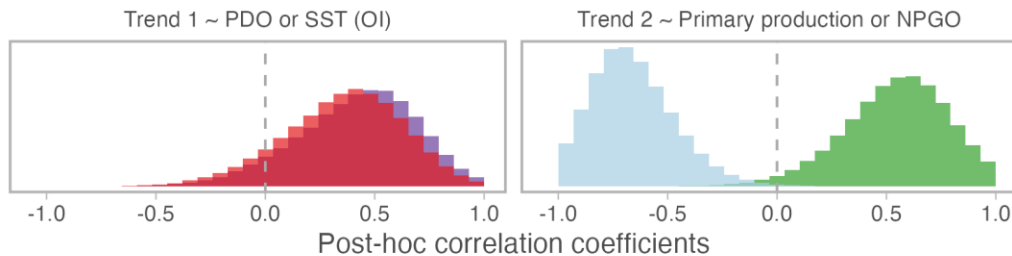 Trend 1 ~ PDO or SST (OI)
Trend 2 ~ Primary production or NPGO
-1.0 -0.5 0.0 0.5 1.0
-1.0 -0.5 0.0 0.5 1.0
Post-hoc correlation coefficients